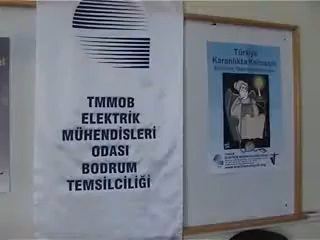 TMMOB
ELEKTRİK
MÜHENDİSLERİ
ODASI
BODRUM
TEMSİLCİLİĞİ
Türkiye
Karanlıkta Kalmasın